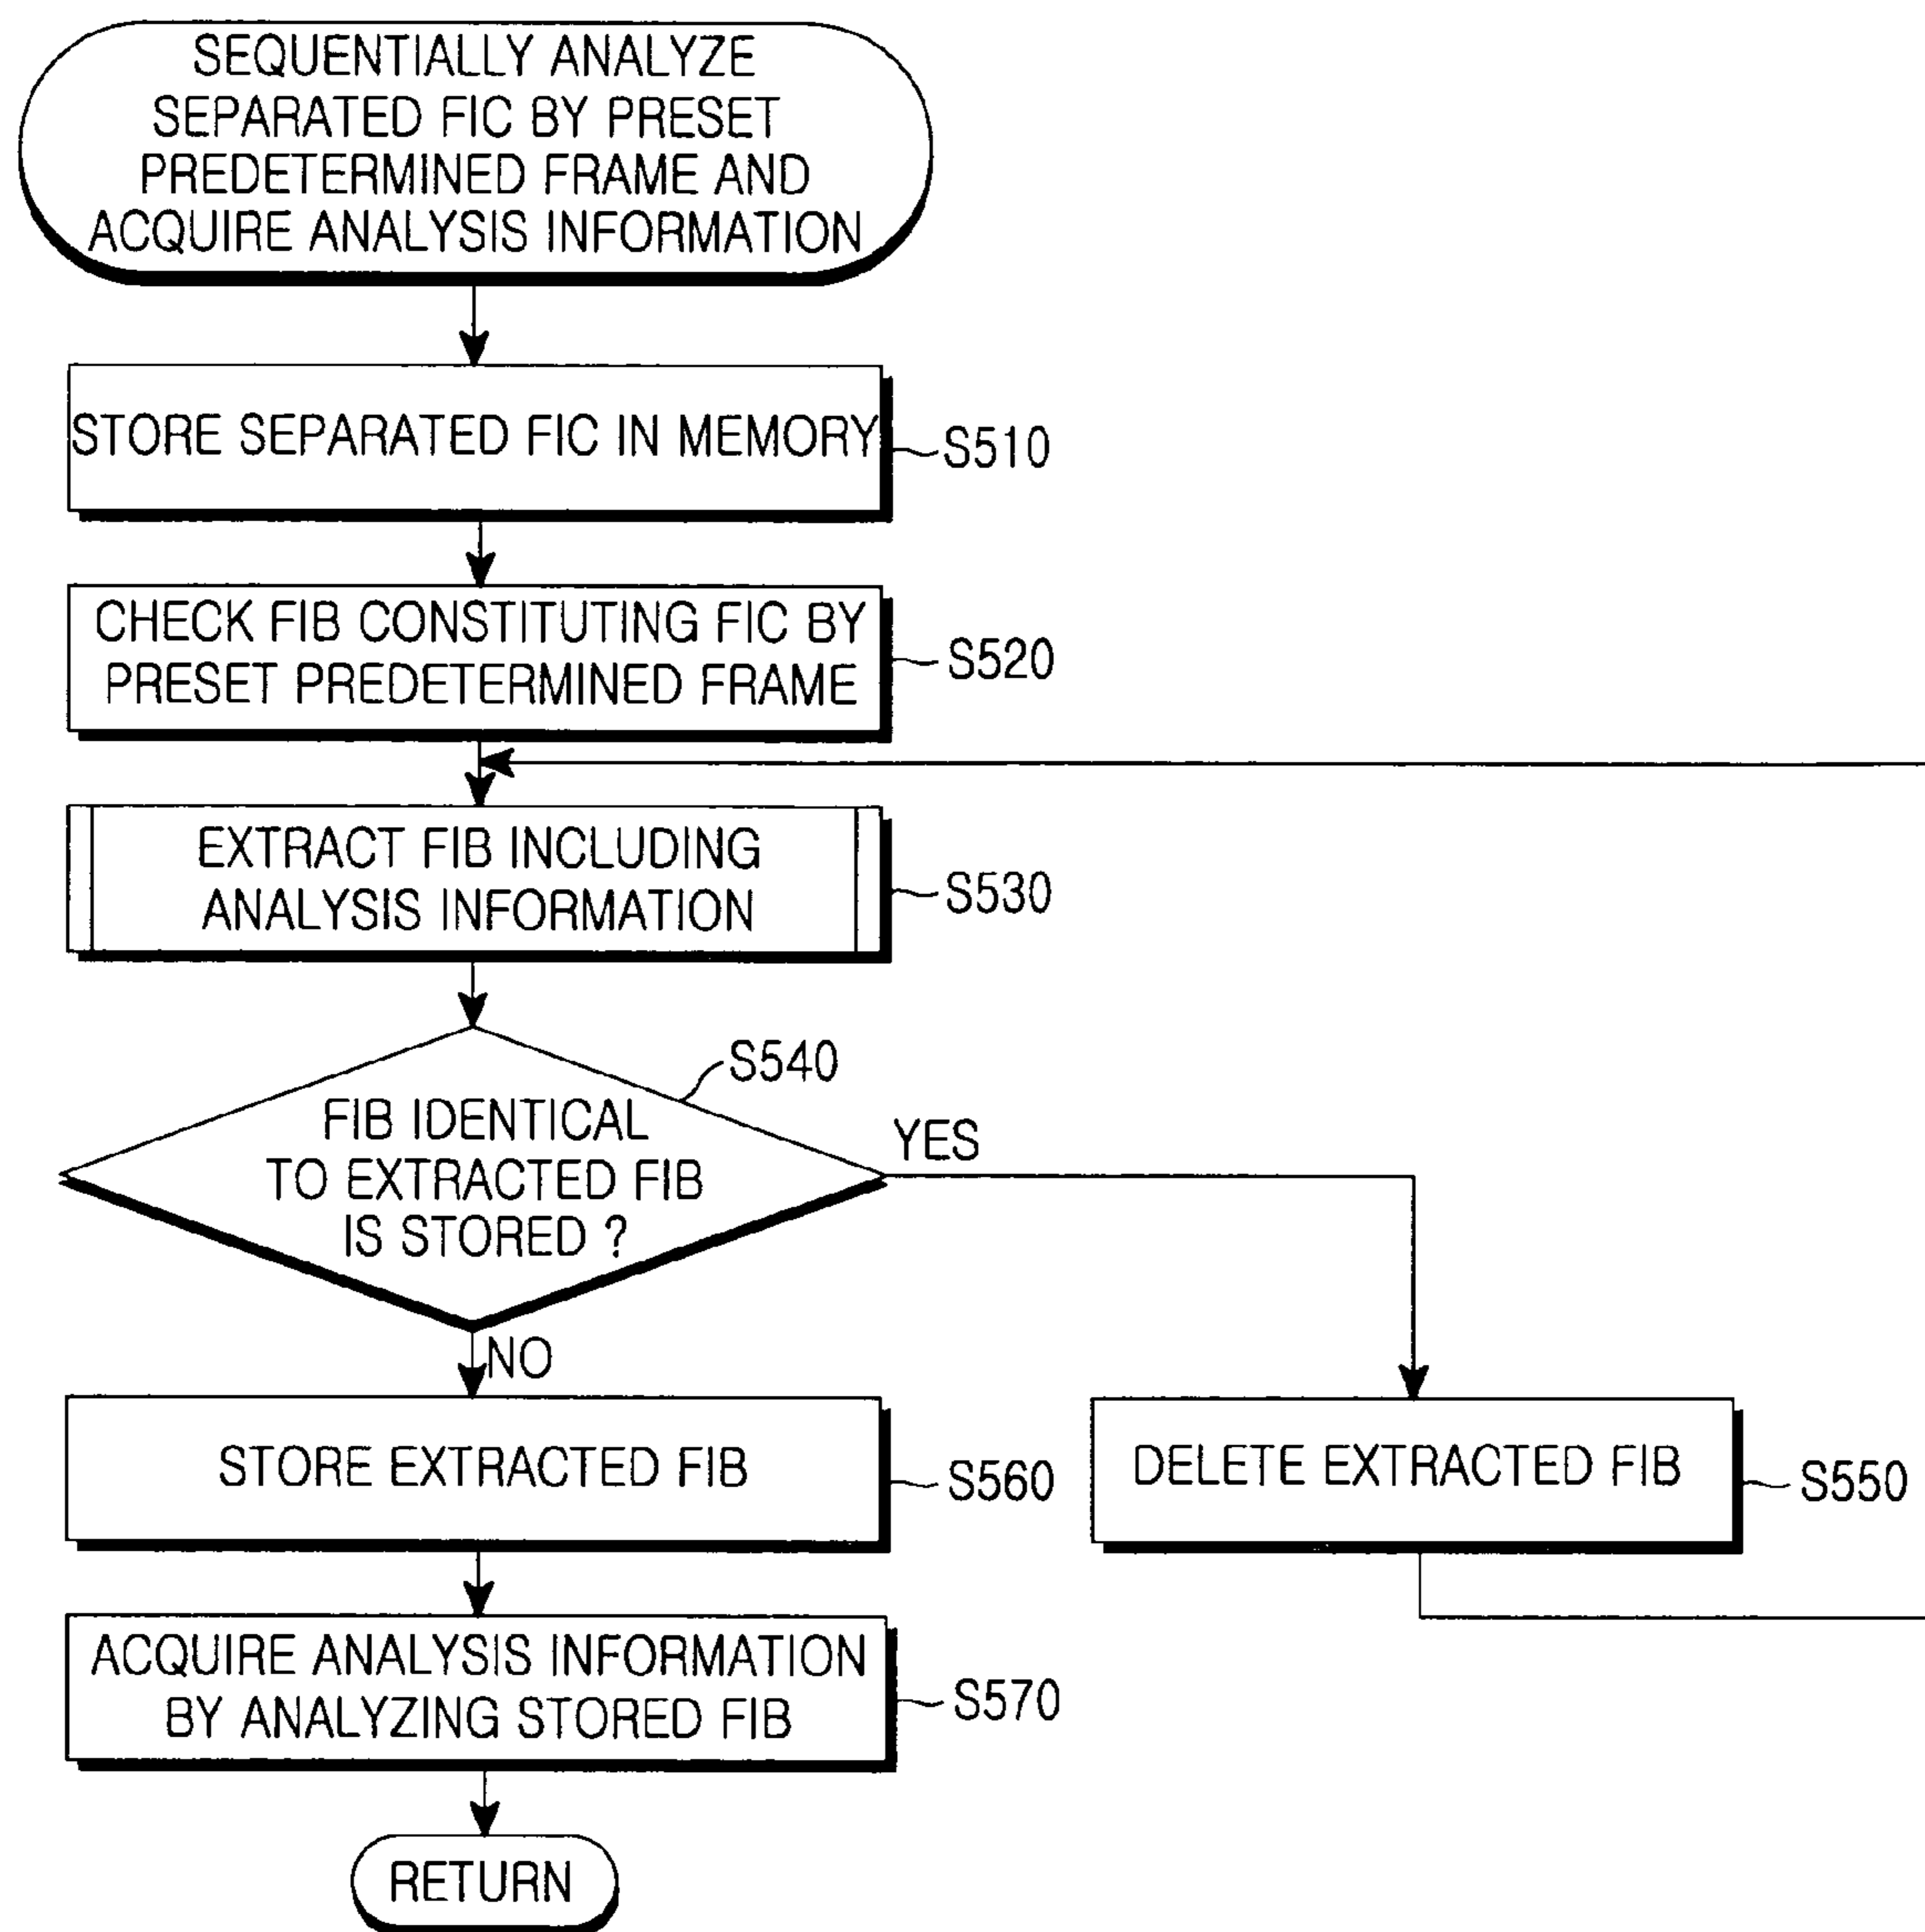 SEQUENTIALLY ANALYZE
SEPARATED FIC BY PRESET
PREDETERMINED FRAME AND
ACQUIRE ANALYSIS INFORMATION
STORE SEPARATED FIC IN MEMORY
S510
CHECK FIB CONSTITUTING FIC BY
PRESET PREDETERMINED FRAME
S520
EXTRACT FIB INCLUDING
ANALYSIS INFORMATION
S530
S540
FIB IDENTICAL
TO EXTRACTED FIB
IS STORED ?
YES
NO
STORE EXTRACTED FIB
S560
DELETE EXTRACTED FIB
S550
ACQUIRE ANALYSIS INFORMATION
BY ANALYZING STORED FIB
S570
RETURN